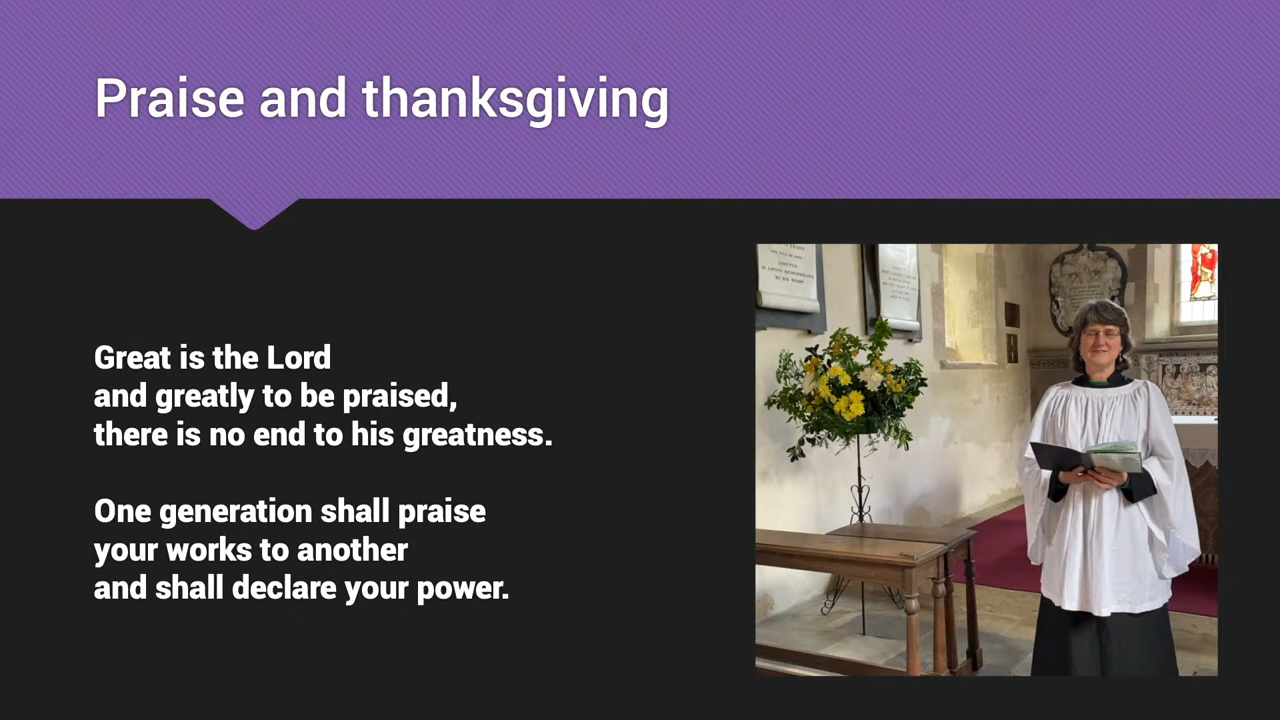 Praise and thanksgiving
Great is the Lord
and greatly to be praised,
there is no end to his greatness.
One generation shall praise
your works to another
and shall declare your power.